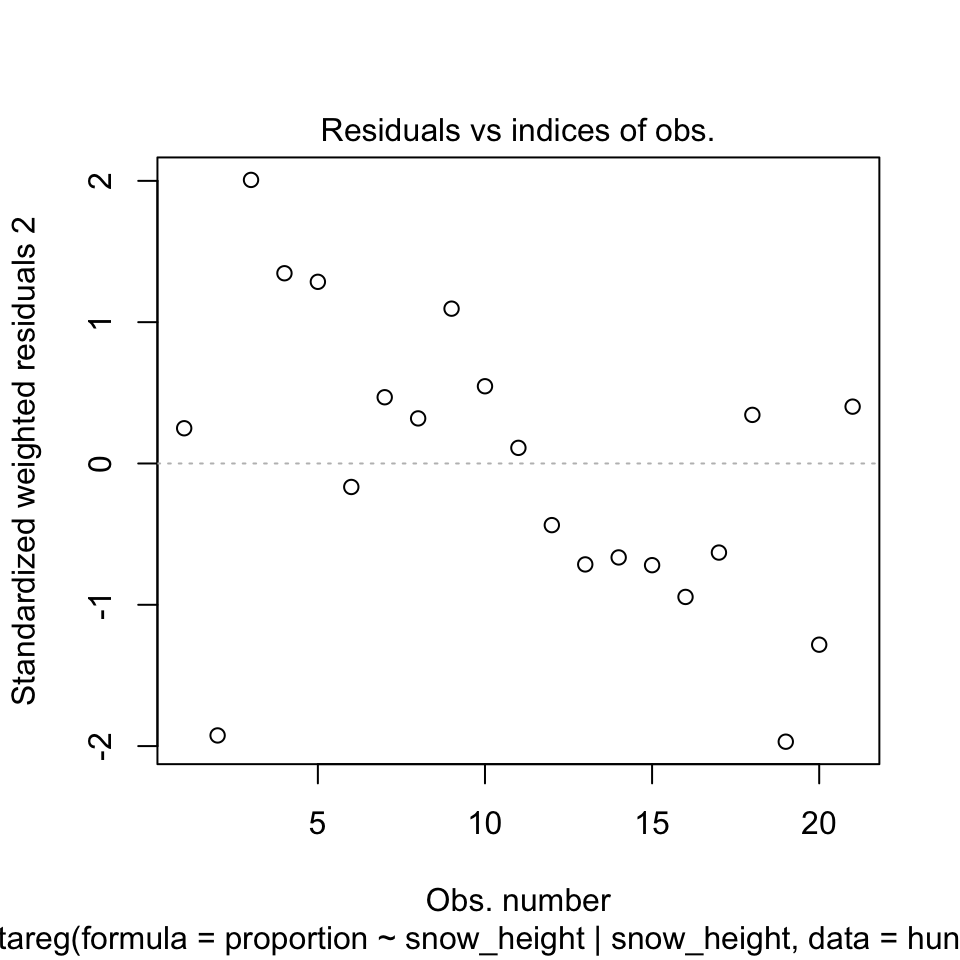 Residuals vs indices of obs.
Standardized weighted residuals 2
2
1
0
-1
-2
5 10 15 20
Obs. number
tareg(formula = proportion ~ snow_height | snow_height, data = hun